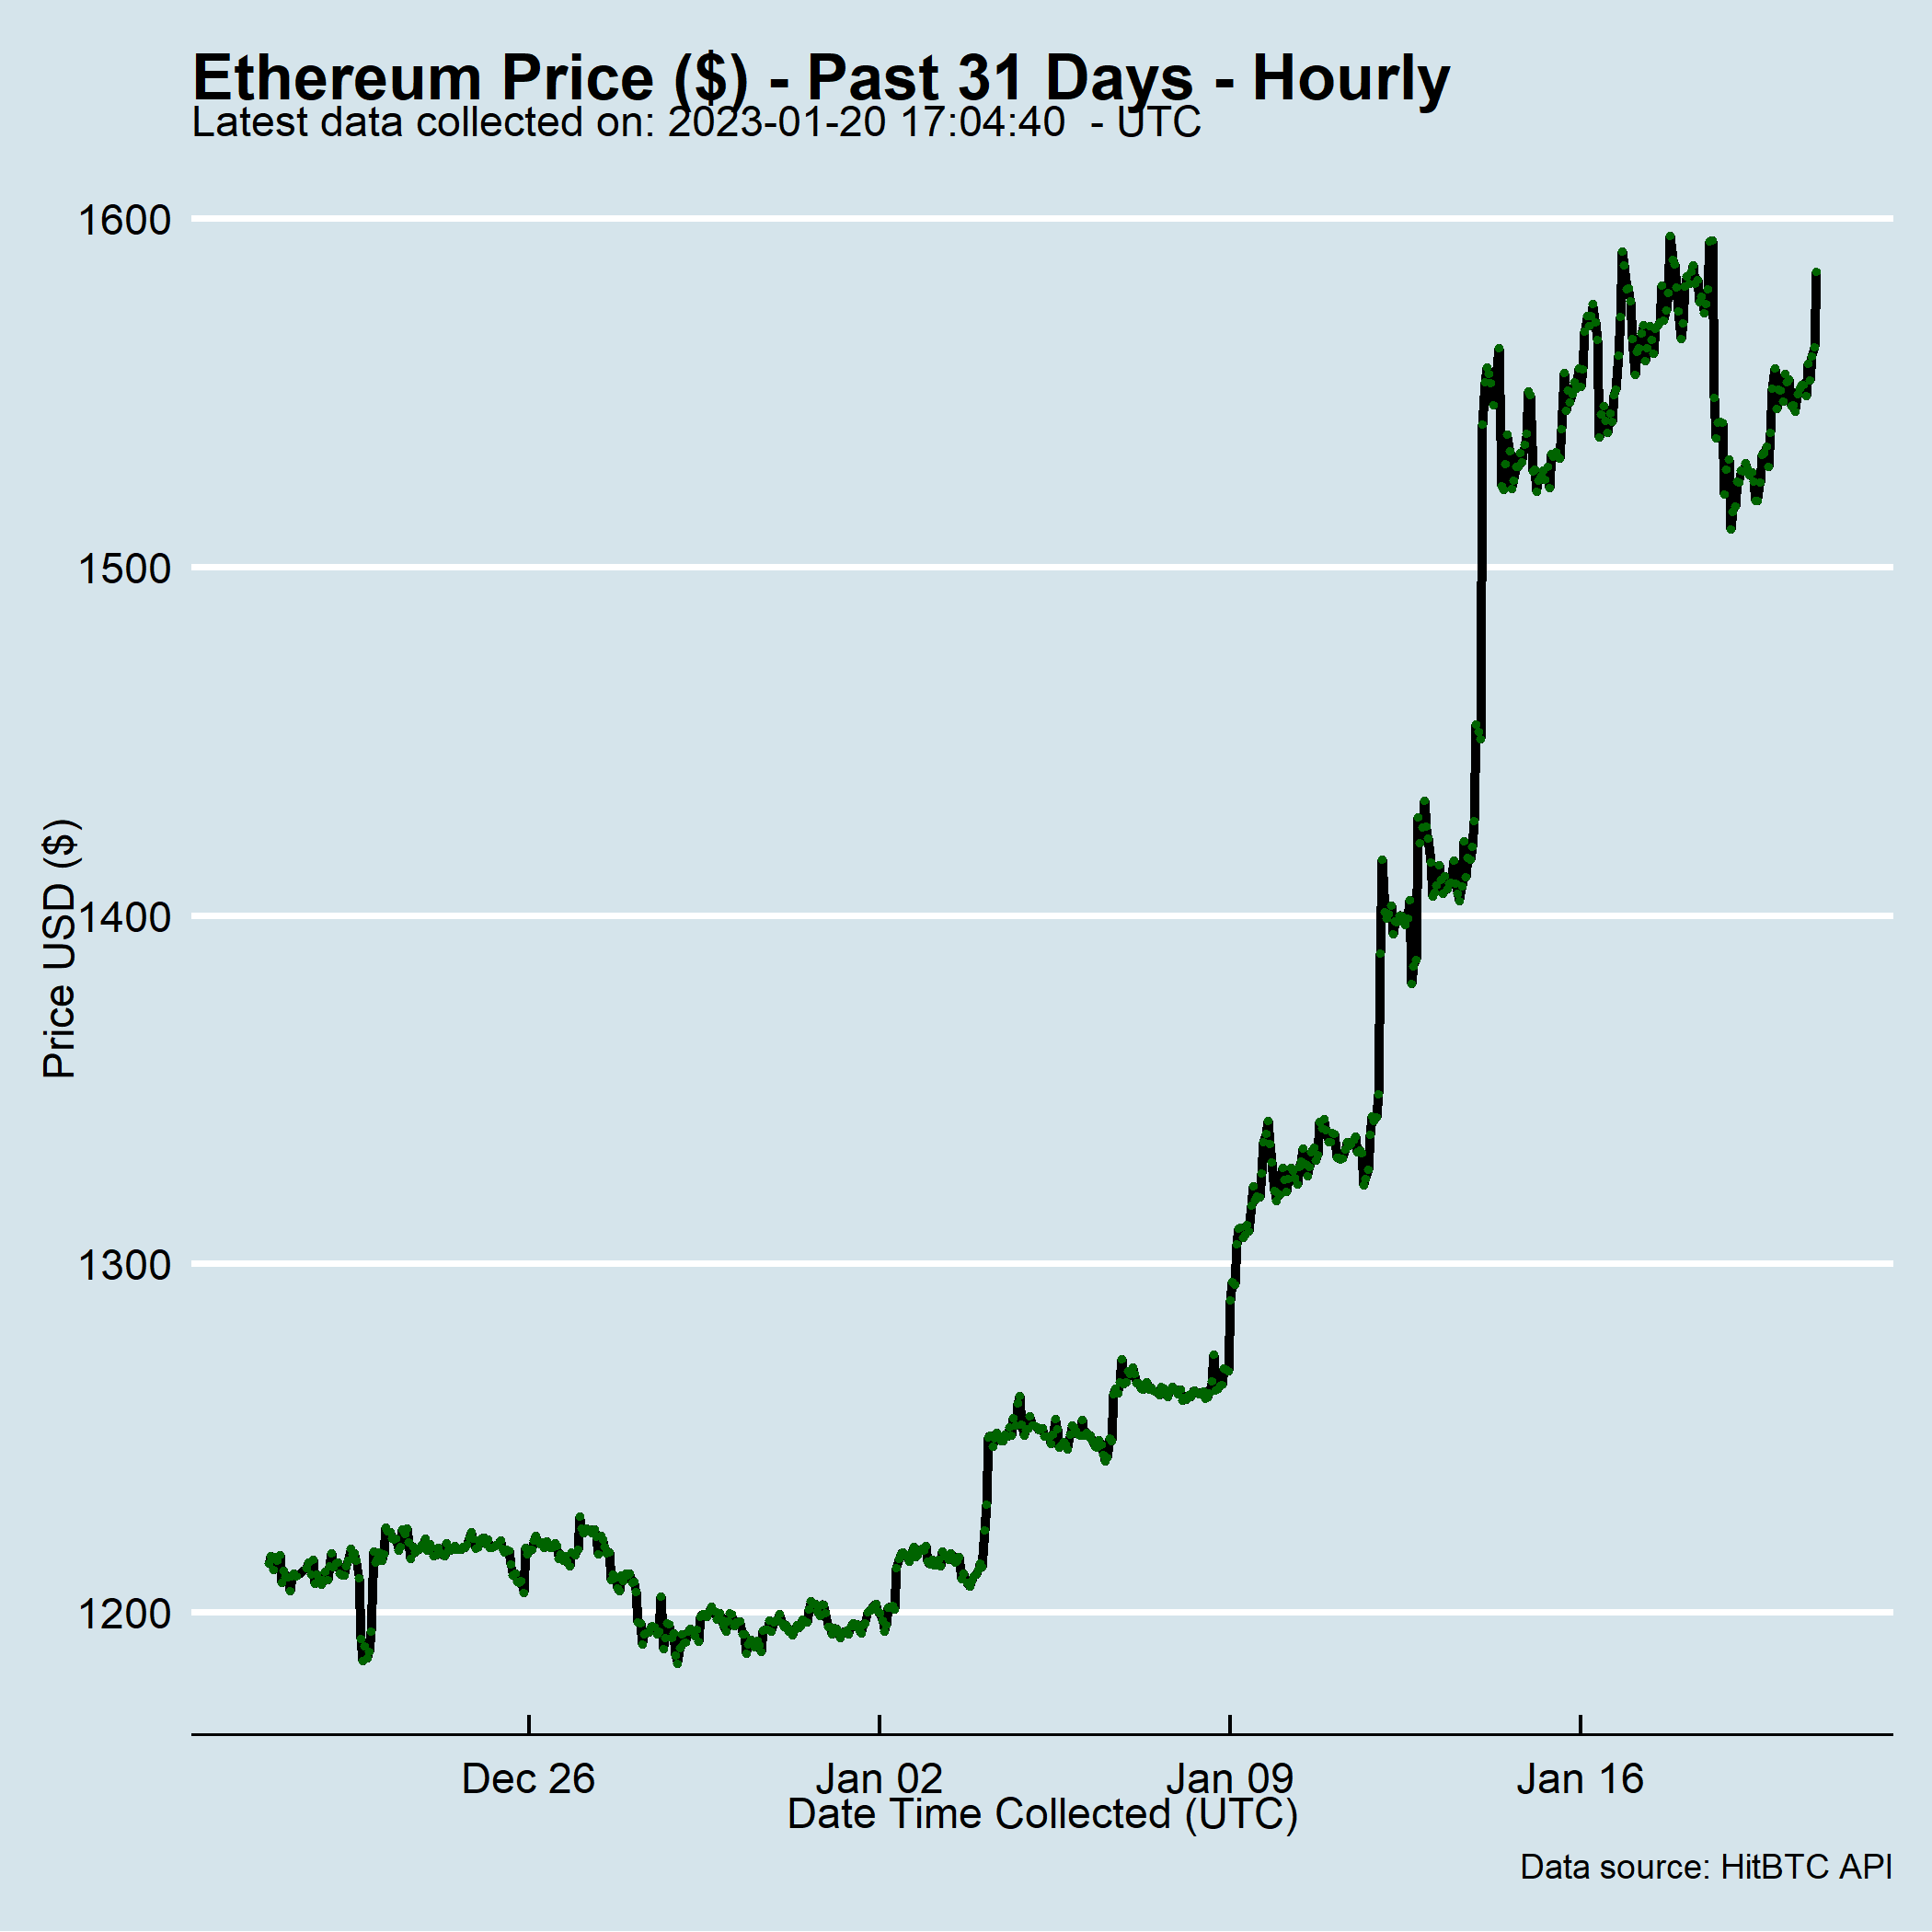 Ethereum Price ($) - Past 31 Days - Hourly
Latest data collected on: 2023-01-20 17:04:40  - UTC
1600
1500
1400
1300
1200
Price USD ($)
Dec 26 Jan 02 Jan 09 Jan 16
Date Time Collected (UTC)
Data source: HitBTC API